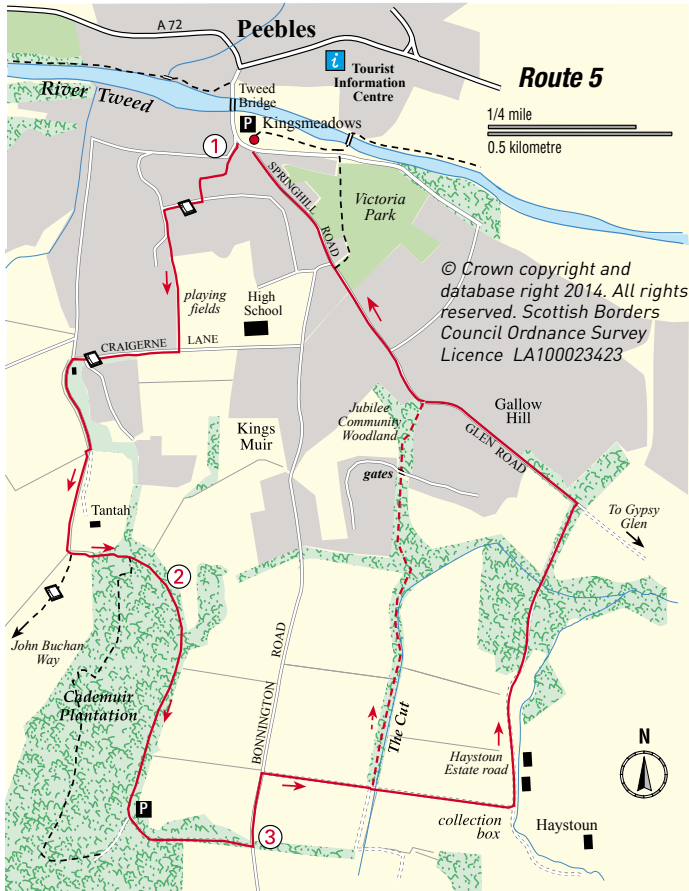 A 72
Peebles
i
Tourist
Information
Centre
Route 5
1/4 mile
0.5 kilometre
River Tweed
Tweed
Bridge
P
Kingsmeadows
1
SPRINGHILL ROAD
Victoria
Park
© Crown copyright and
database right 2014. All rights
reserved. Scottish Borders
Council Ordnance Survey
Licence LA100023423
playing
fields
High
School
CRAIGERNE LANE
Jubilee
Community
Woodland
Gallow
Hill
GLEN ROAD
Kings
Muir
gates
Tantah
To Gypsy
Glen
2
John Buchan
Way
BONNINGTON ROAD
Cademuir
Plantation
The Cut
Haystoun
Estate road
N
P
collection
box
Haystoun
3